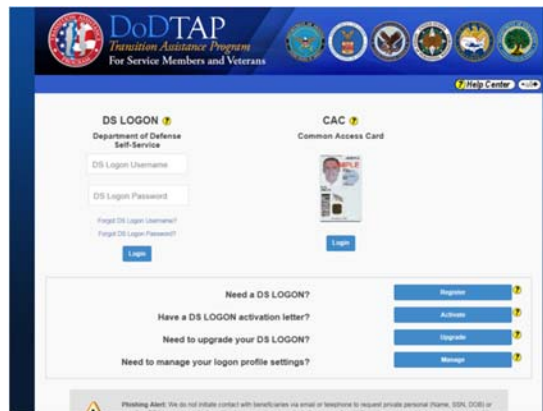 DoDTAP
Transition Assistance Program
For Service Members and Veterans
Help Center
DS LOGON
Department of Defense
Self-Service
DS Logon Username
DS Logon Password
Forgot DS Logon Username?
Forgot DS Logon Password?
Login
CAC
Common Access Card
Login
Need a DS LOGON?
Register
Have a DS LOGON activation letter?
Activate
Need to upgrade your DS LOGON?
Upgrade
Need to manage your logon profile settings?
Manage
Phishing Alert: We do not initiate contact with beneficiaries via email or telephone to request private personal (Name, SSN, DOB) or